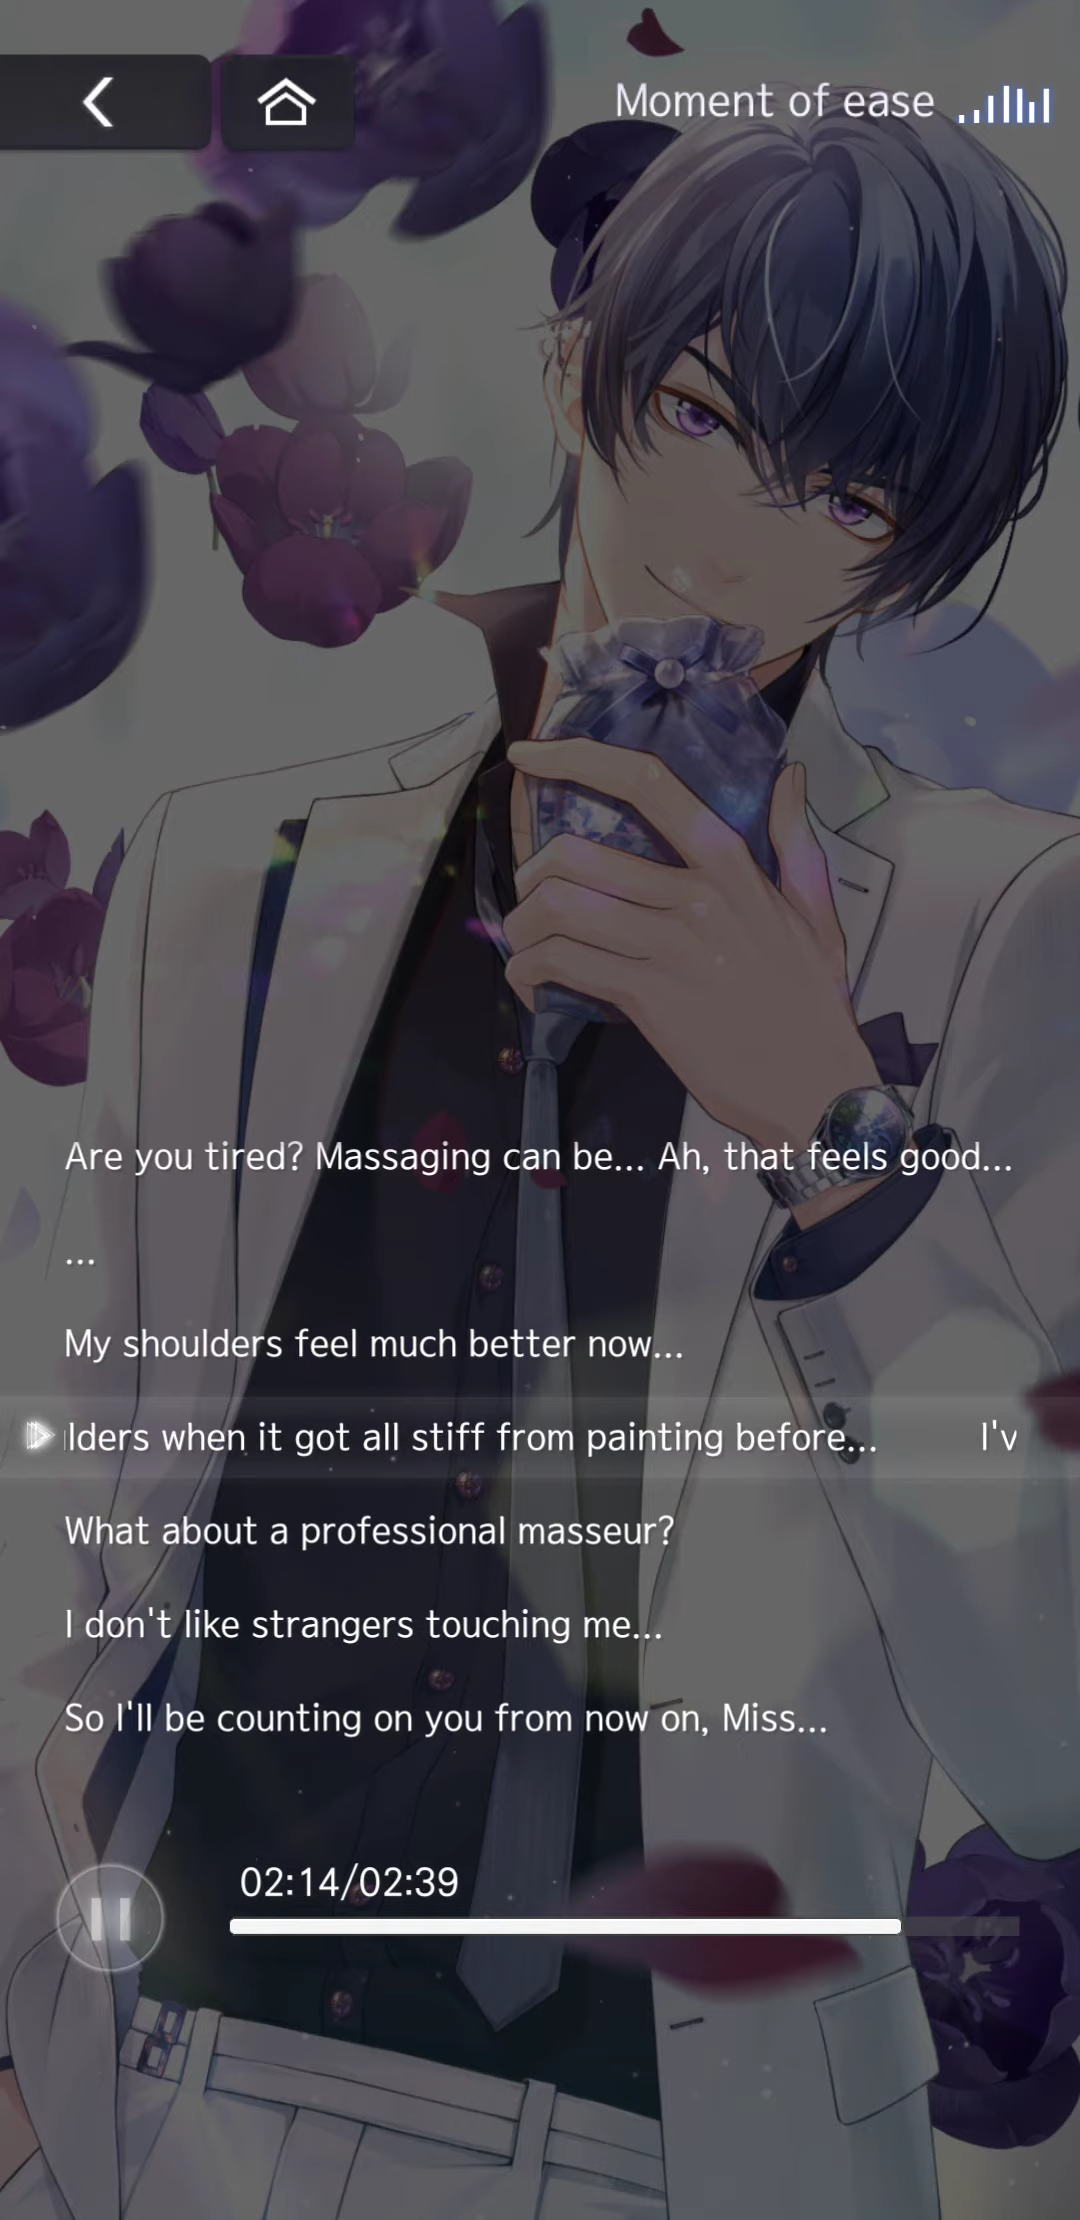 Moment of ease
Are you tired? Massaging can be... Ah, that feels good...
...
My shoulders feel much better now...
lders when it got all stiff from painting before... I'v
What about a professional masseur?
I don't like strangers touching me...
So I'll be counting on you from now on, Miss...
02:14/02:39